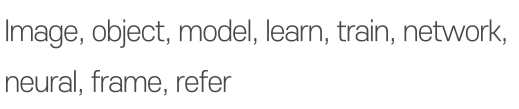 Image, object, model, learn, train, network,
neural, frame, refer